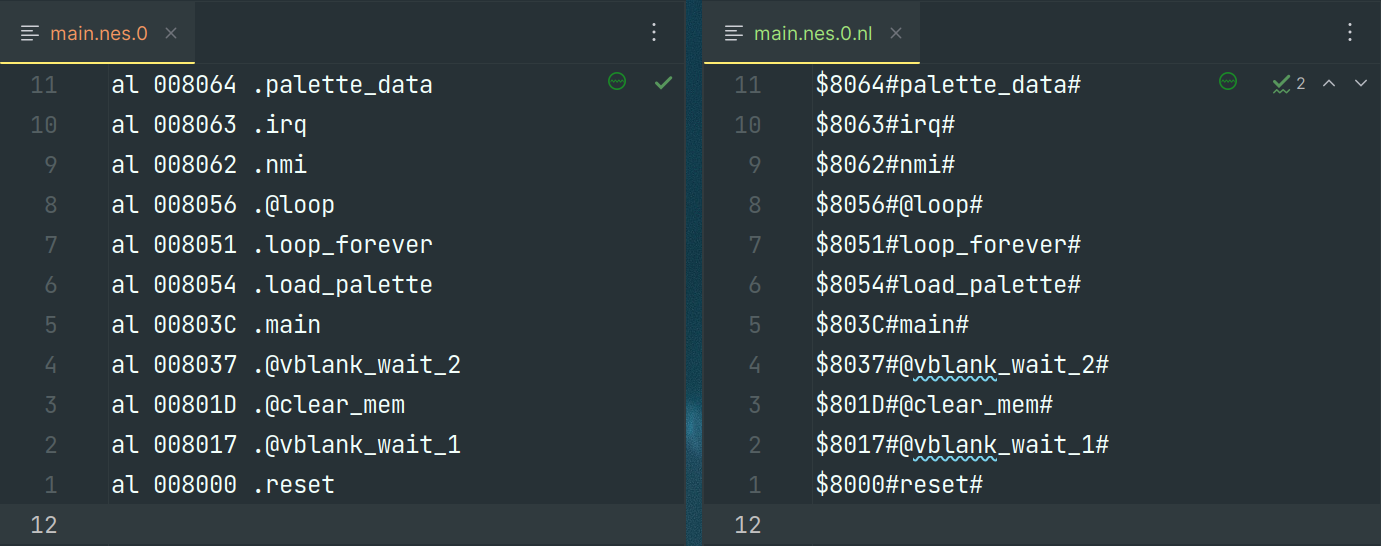 main.nes.0
11 al 008064 .palette_data
10 al 008063 .irq
9 al 008062 .nmi
8 al 008056 .@loop
7 al 008051 .loop_forever
6 al 008054 .load_palette
5 al 00803C .main
4 al 008037 .@vblank_wait_2
3 al 00801D .@clear_mem
2 al 008017 .@vblank_wait_1
1 al 008000 .reset
12
main.nes.0.nl
11 $8064#palette_data# 2
10 $8063#irq#
9 $8062#nmi#
8 $8056#@loop#
7 $8051#loop_forever#
6 $8054#load_palette#
5 $803C#main#
4 $8037#@vblank_wait_2#
3 $801D#@clear_mem#
2 $8017#@vblank_wait_1#
1 $8000#reset#
12